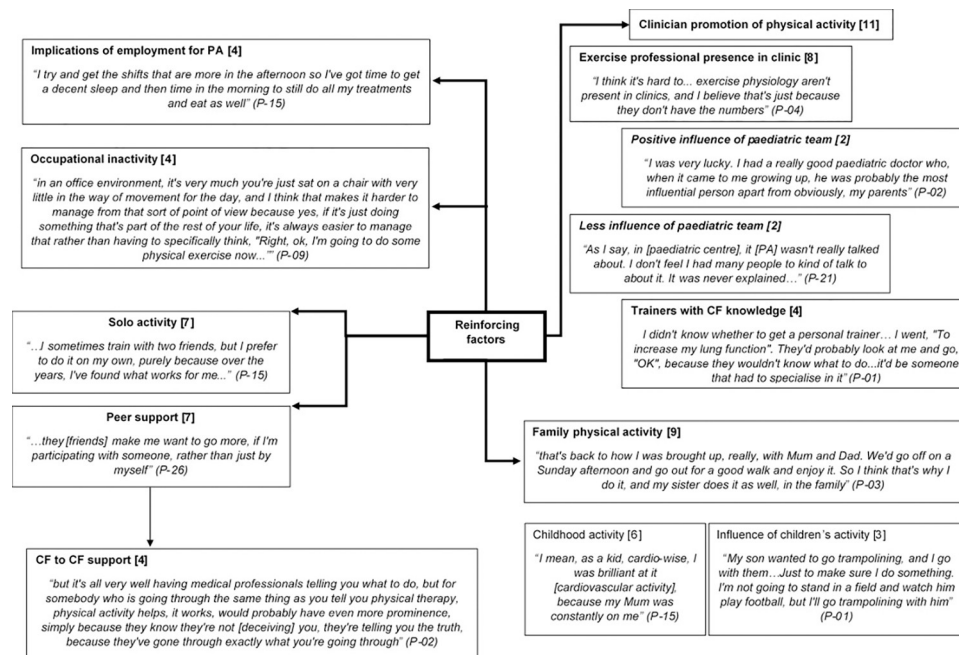 Implications of employment for PA [4]
“I try and get the shifts that are more in the afternoon so I've got time to get
a decent sleep and then time in the morning to still do all my treatments
and eat as well” (P-15)
Occupational inactivity [4]
“in an office environment, it's very much you're just sat on a chair with very
little in the way of movement for the day, and I think that makes it harder to
manage from that sort of point of view because yes, if it's just doing
something that's part of the rest of your life, it's always easier to manage
that rather than having to specifically think, "Right, ok, I'm going to do some
physical exercise now...”"
(P-09)
Solo activity [7]
“…I sometimes train with two friends, but I prefer
to do it on my own, purely because over the
years, I've found what works for me...” (P-15)
Peer support [7]
“…they [friends] make me want to go more, if I'm
participating with someone, rather than just by
myself” (P-26)
CF to CF support [4]
“but it's all very well having medical professionals telling you what to do, but for
somebody who is going through the same thing as you tell you physical therapy,
physical activity helps, it works, would probably have even more prominence,
simply because they know they're not [deceiving] you, they're telling you the truth,
because they've gone through exactly what you're going through” (P-02)
Reinforcing
factors
Clinician promotion of physical activity [11]
Exercise professional presence in clinic [8]
“I think it's hard to... exercise physiology aren't
present in clinics, and I believe that's just because
they don't have the numbers” (P-04)
Positive influence of paediatric team [2]
“I was very lucky. I had a really good paediatric doctor who,
when it came to me growing up, he was probably the most
influential person apart from obviously, my parents” (P-02)
Less influence of paediatric team [2]
“As I say, in [paediatric centre], it [PA] wasn't really talked
about. I don't feel I had many people to kind of talk to
about it. It was never explained…” (P-21)
Trainers with CF knowledge [4]
I didn't know whether to get a personal trainer… I went, "To
increase my lung function". They'd probably look at me and go,
"OK", because they wouldn't know what to do...it'd be someone
that had to specialise in it” (P-01)
Family physical activity [9]
“that's back to how I was brought up, really, with Mum and Dad. We'd go off on a
Sunday afternoon and go out for a good walk and enjoy it. So I think that's why I
do it, and my sister does it as well, in the family” (P-03)
Childhood activity [6]
“I mean, as a kid, cardio-wise, I
was brilliant at it
[cardiovascular activity],
because my Mum was
constantly on me” (P-15)
Influence of children's activity [3]
“My son wanted to go trampolining, and I go
with them…Just to make sure I do something.
I'm not going to stand in a field and watch him
play football, but I'll go trampolining with him”
(P-01)